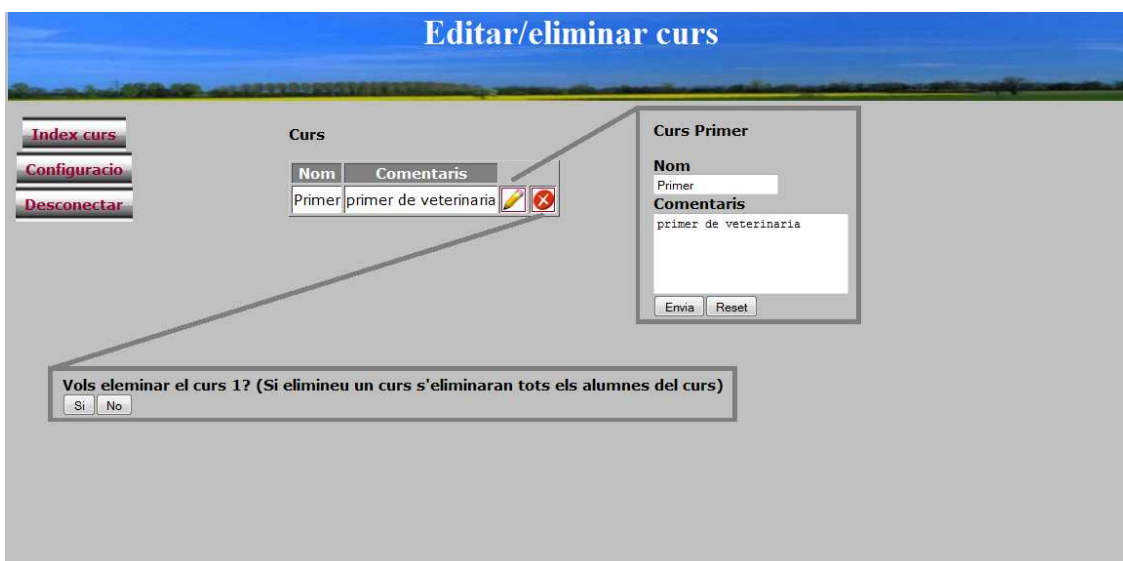 Editar/eliminar curs
Index curs
Configuracio
Desconectar
Curs
Nom Comentaris
Primer primer de veterinaria
Curs Primer
Nom
Primer
Comentaris
primer de veterinaria
Envia Reset
Vols eleminar el curs 1? (Si elimineu un curs s'eliminaran tots els alumnes del curs)
Si No